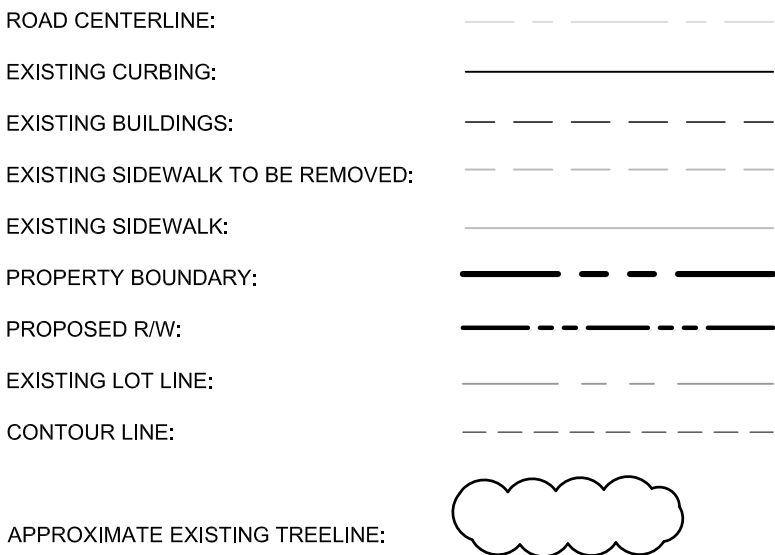 ROAD CENTERLINE:
EXISTING CURBING:
EXISTING BUILDINGS:
EXISTING SIDEWALK TO BE REMOVED:
EXISTING SIDEWALK:
PROPERTY BOUNDARY:
PROPOSED R/W:
EXISTING LOT LINE:
CONTOUR LINE:
APPROXIMATE EXISTING TREELINE: